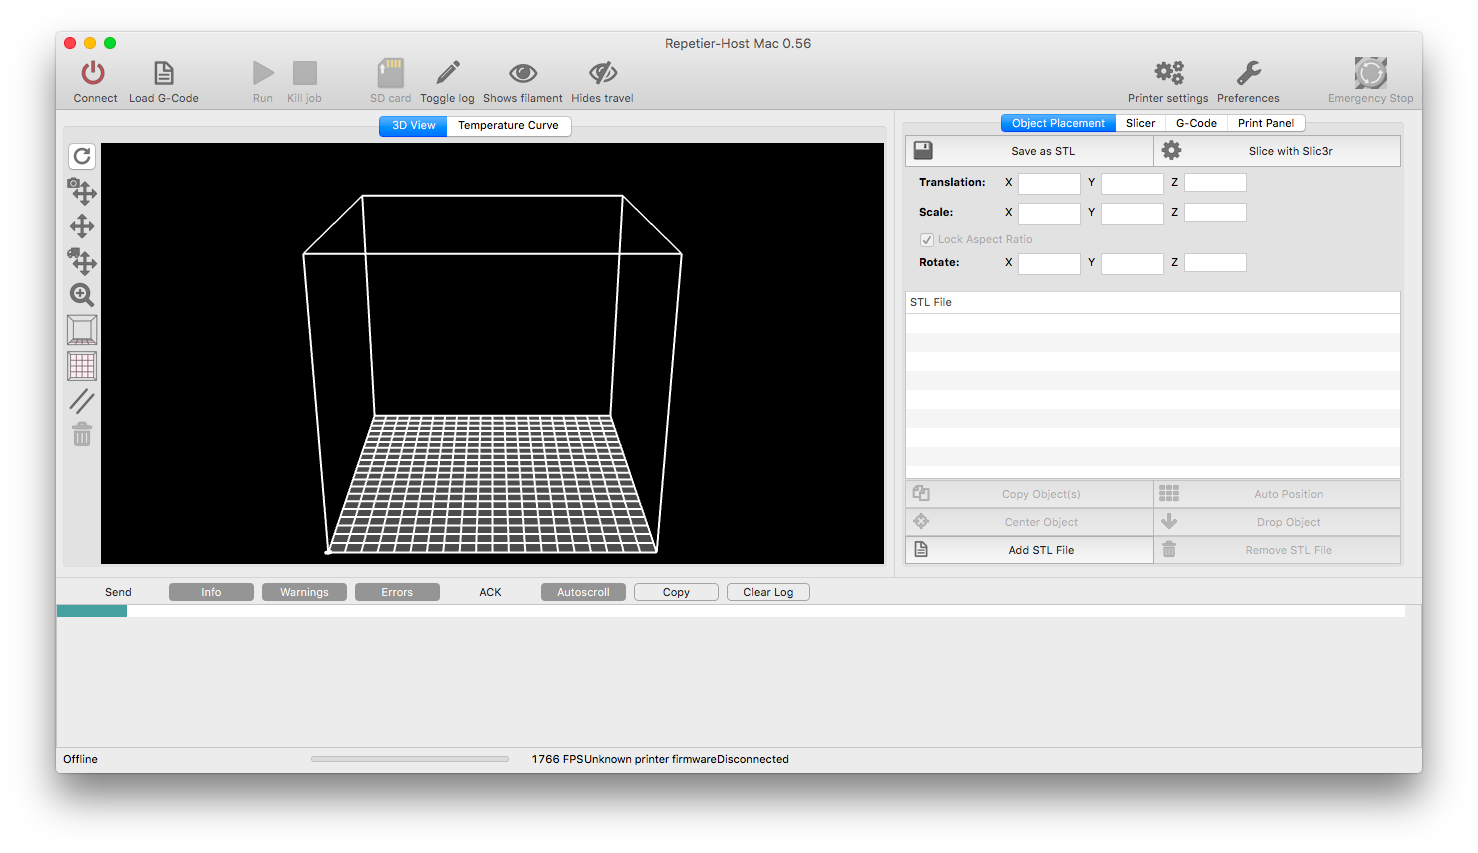 Repetier-Host Mac 0.56
Connect Load G-Code Run Kill job SD card Toggle log Shows filament Hides travel Printer settings Preferences Emergency Stop
3D View Temperature Curve
Object Placement Slicer G-Code Print Panel
Save as STL Slice with Slic3r
Translation: X Y Z
Scale: X Y Z
Lock Aspect Ratio
Rotate: X Y Z
STL File
Copy Object(s) Auto Position
Center Object Drop Object
Add STL File Remove STL File
Send Info Warnings Errors ACK Autoscroll Copy Clear Log
Offline 1766 FPSUnknown printer firmwareDisconnected